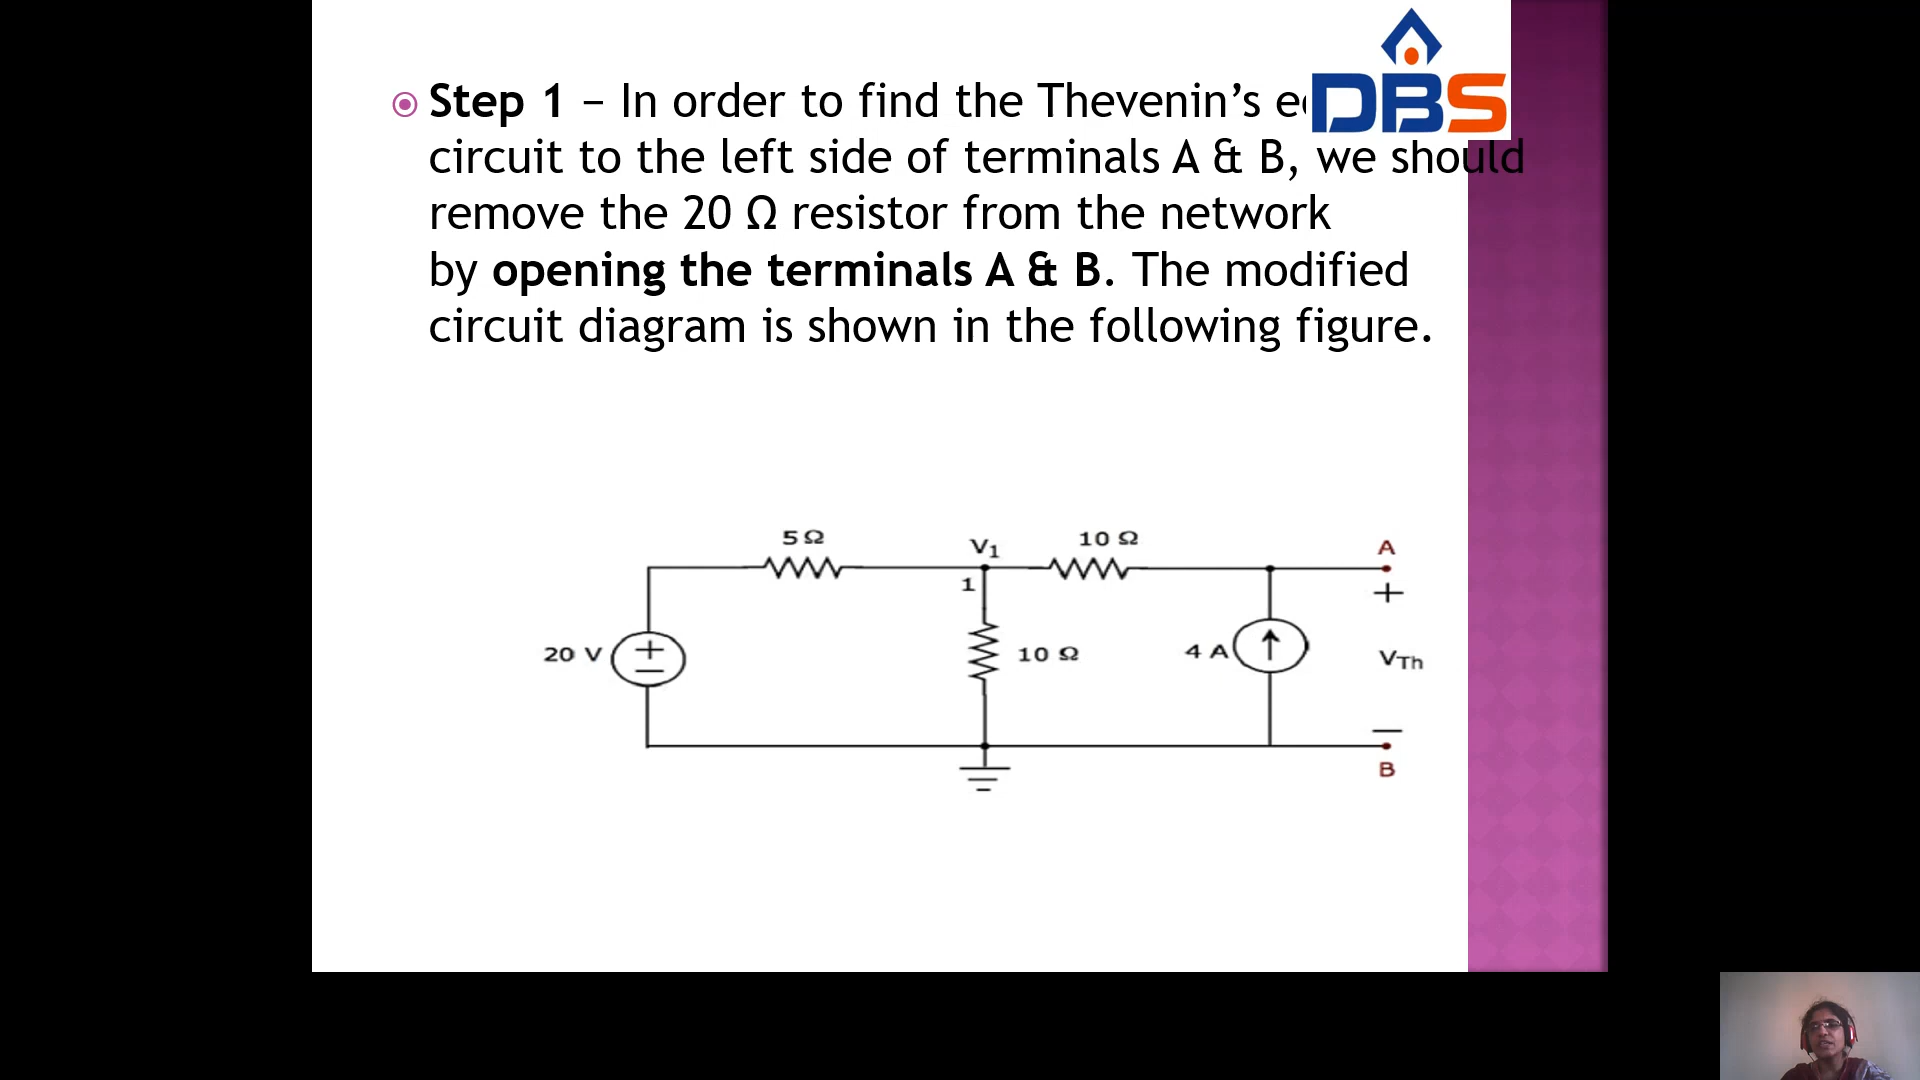 DBS
Step 1 – In order to find the Thevenin’s
circuit to the left side of terminals A & B, we should
remove the 20 Ω resistor from the network
by opening the terminals A & B. The modified
circuit diagram is shown in the following figure.
5 Ω
V1
10 Ω
A
1
+
20 V
+
−
10 Ω
4 A
VTh
−
B